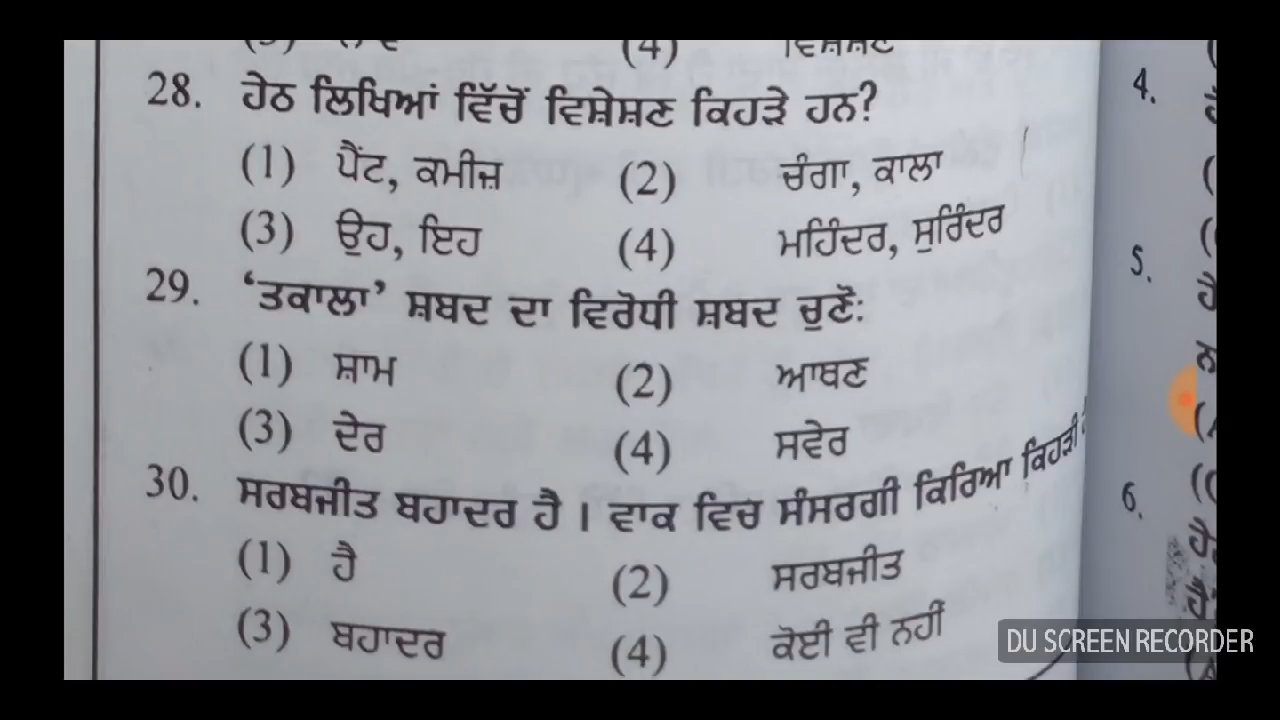 (4)
28. ਹੇਠ ਲਿਖਿਆਂ ਵਿੱਚੋਂ ਵਿਸ਼ੇਸ਼ਣ ਕਿਹੜੇ ਹਨ?
(1) ਪੈਂਟ, ਕਮੀਜ਼ (2) ਚੰਗਾ, ਕਾਲਾ
(3) ਉਹ, ਇਹ (4) ਮਹਿੰਦਰ, ਸੁਰਿੰਦਰ
29. 'ਤਕਾਲਾ' ਸ਼ਬਦ ਦਾ ਵਿਰੋਧੀ ਸ਼ਬਦ ਚੁਣੋ:
(1) ਸ਼ਾਮ (2) ਆਥਣ
(3) ਦੇਰ (4) ਸਵੇਰ
30. ਸਰਬਜੀਤ ਬਹਾਦਰ ਹੈ । ਵਾਕ ਵਿਚ ਸੰਸਰਗੀ ਕਿਰਿਆ ਕਿਹੜੀ
(1) ਹੈ (2) ਸਰਬਜੀਤ
(3) ਬਹਾਦਰ (4) ਕੋਈ ਵੀ ਨਹੀਂ
4.
5.
6.
DU SCREEN RECORDER